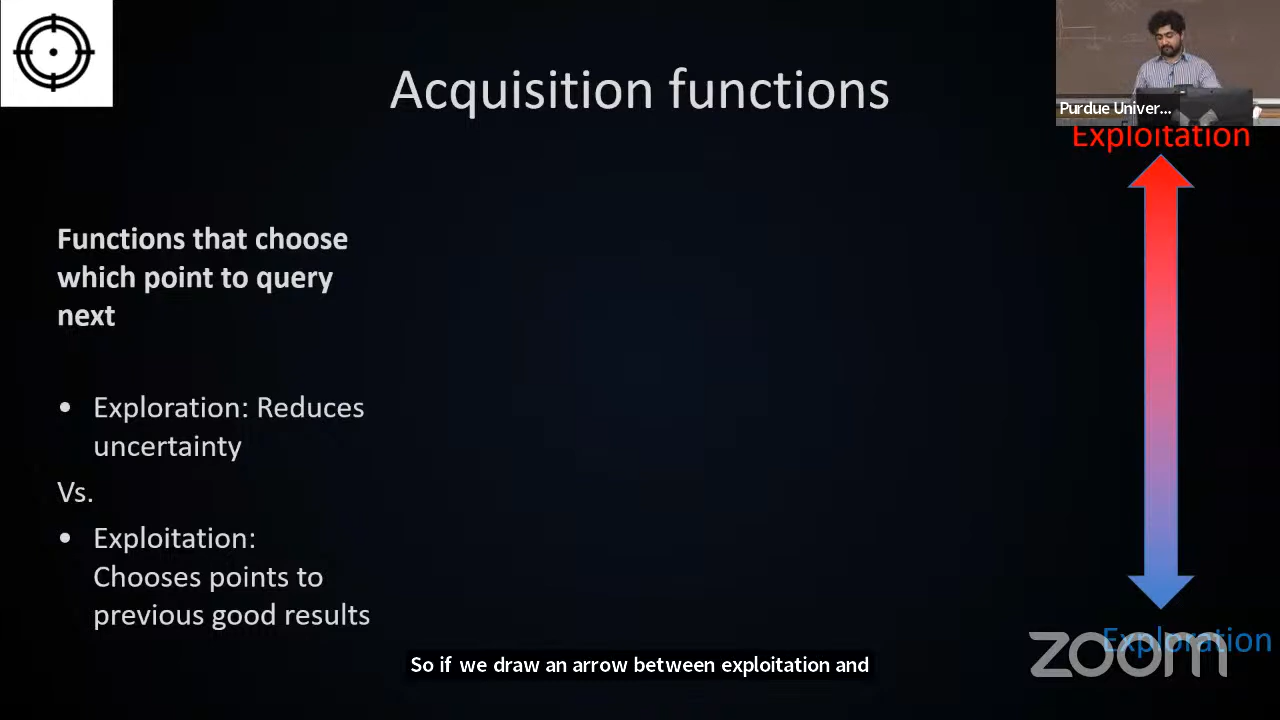 Acquisition functions
Purdue Univer...
Exploitation
Functions that choose
which point to query
next
• Exploration: Reduces
uncertainty
Vs.
• Exploitation:
Chooses points to
previous good results
Exploration
zoom
So if we draw an arrow between exploitation and